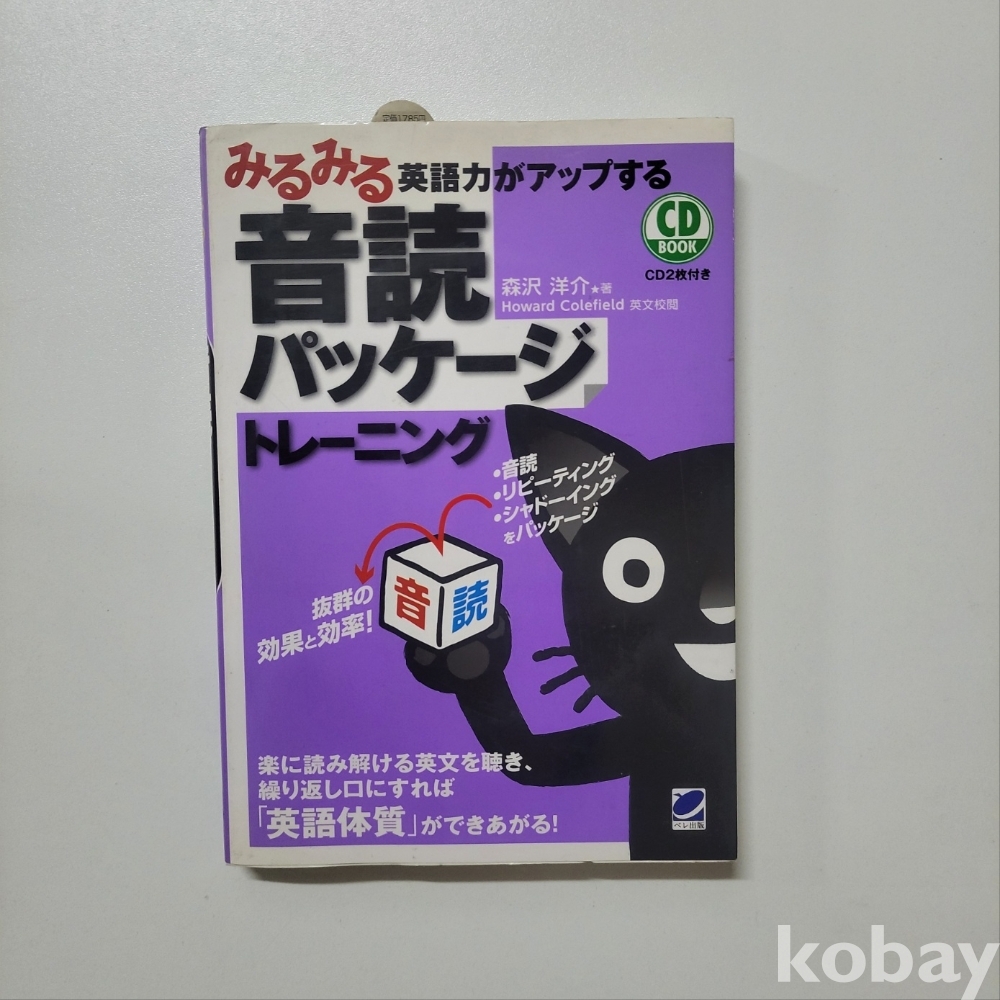 みるみる英語力がアップする
音読
パッケージ
トレーニング
CD
BOOK
CD2枚付き
森沢 洋介★著
Howard Colefield 英文校閲
・音読
・リピーティング
・シャドーイング
をパッケージ
音 読
抜群の
効果と効率!
楽に読み解ける英文を聴き、
繰り返し口にすれば
「英語体質」ができあがる!
ベレ出版
kobay